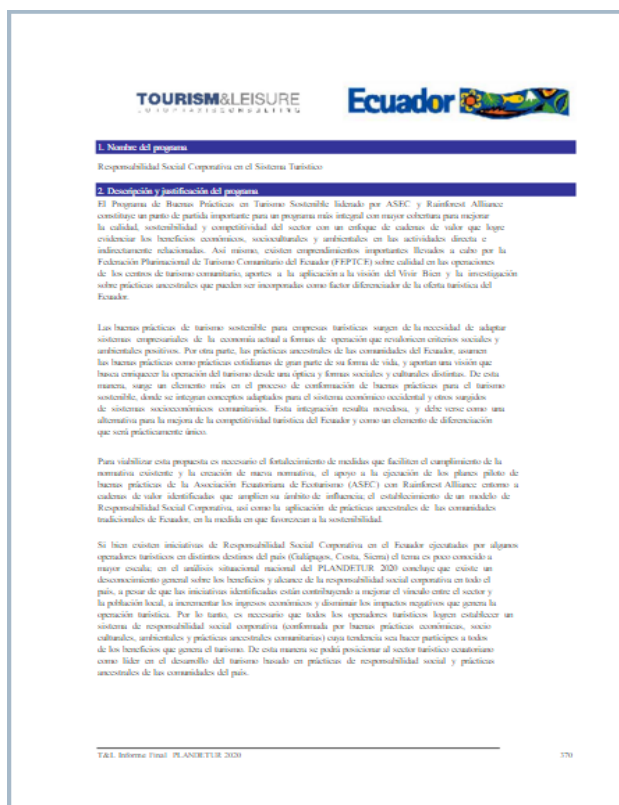 TOURISM&LEISURE
Ecuador
1. Nombre del programa
Responsabilidad Social Corporativa en el Sistema Turístico
2. Descripción y justificación del programa
El Programa de Buenas Prácticas en Turismo Sostenible liderado por ASEC y Rainforest Alliance
constituye un punto de partida importante para un programa más integral con mayor cobertura para mejorar
la calidad, sostenibilidad y competitividad del sector con un enfoque de cadenas de valor que logre
evidenciar los beneficios económicos, socioculturales y ambientales en las actividades directa e
indirectamente relacionadas. Así mismo, existen emprendimientos importantes llevados a cabo por la
Federación Plurinacional de Turismo Comunitario del Ecuador (FEPTCE) sobre calidad en las operaciones
de los centros de turismo comunitario, aportes a la aplicación a la visión del Vivir Bien y la investigación
sobre prácticas ancestrales que pueden ser incorporadas como factor diferenciador de la oferta turística del
Ecuador.
Las buenas prácticas de turismo sostenible para empresas turísticas surgen de la necesidad de adaptar
sistemas empresariales de la economía actual a formas de operación que revaloricen criterios sociales y
ambientales positivos. Por otra parte, las prácticas ancestrales de las comunidades del Ecuador, asumen
las buenas prácticas como prácticas cotidianas de gran parte de su forma de vida, y aportan una visión que
busca enriquecer la operación del turismo desde una óptica y formas sociales y culturales distintas. De esta
manera, surge un elemento más en el proceso de conformación de buenas prácticas para el turismo
sostenible, donde se integran conceptos adaptados para el sistema económico occidental y otros surgidos
de sistemas socioeconómicos comunitarios. Esta integración resulta novedosa, y debe verse como una
alternativa para la mejora de la competitividad turística del Ecuador y como un elemento de diferenciación
que será prácticamente único.
Para viabilizar esta propuesta es necesario el fortalecimiento de medidas que faciliten el cumplimiento de la
normativa existente y la creación de nueva normativa, el apoyo a la ejecución de los planes piloto de
buenas prácticas de la Asociación Ecuatoriana de Ecoturismo (ASEC) con Rainforest Alliance entorno a
cadenas de valor identificadas que amplíen su ámbito de influencia; el establecimiento de un modelo de
Responsabilidad Social Corporativa, así como la aplicación de prácticas ancestrales de las comunidades
tradicionales de Ecuador, en la medida en que favorezcan a la sostenibilidad.
Si bien existen iniciativas de Responsabilidad Social Corporativa en el Ecuador ejecutadas por algunos
operadores turísticos en distintos destinos del país (Galápagos, Costa, Sierra) el tema es poco conocido a
mayor escala; en el análisis situacional nacional del PLANDETUR 2020 concluye que existe un
desconocimiento general sobre los beneficios y alcance de la responsabilidad social corporativa en todo el
país, a pesar de que las iniciativas identificadas están contribuyendo a mejorar el vínculo entre el sector y
la población local, a incrementar los ingresos económicos y disminuir los impactos negativos que genera la
operación turística. Por lo tanto, es necesario que todos los operadores turísticos logren establecer un
sistema de responsabilidad social corporativa (conformada por buenas prácticas económicas, socio
culturales, ambientales y prácticas ancestrales comunitarias) cuya tendencia sea hacer partícipes a todos
de los beneficios que genera el turismo. De esta manera se podrá posicionar al sector turístico ecuatoriano
como líder en el desarrollo del turismo basado en prácticas de responsabilidad social y prácticas
ancestrales de las comunidades del país.
T&L Informe Final PLANDETUR 2020
370